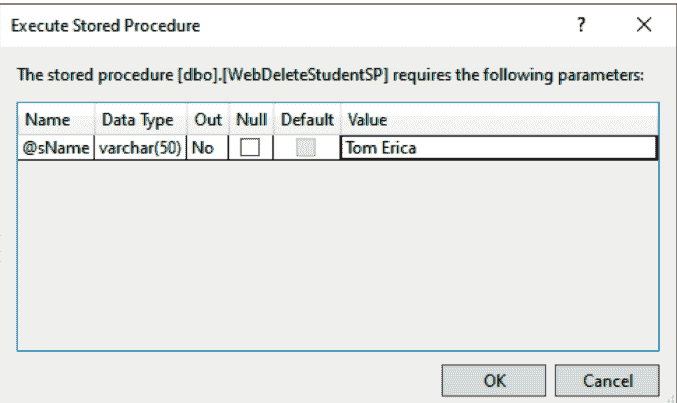 Execute Stored Procedure ? X
The stored procedure [dbo].[WebDeleteStudentSP] requires the following parameters:
Name Data Type Out Null Default Value
@sName varchar(50) No Tom Erica
OK Cancel